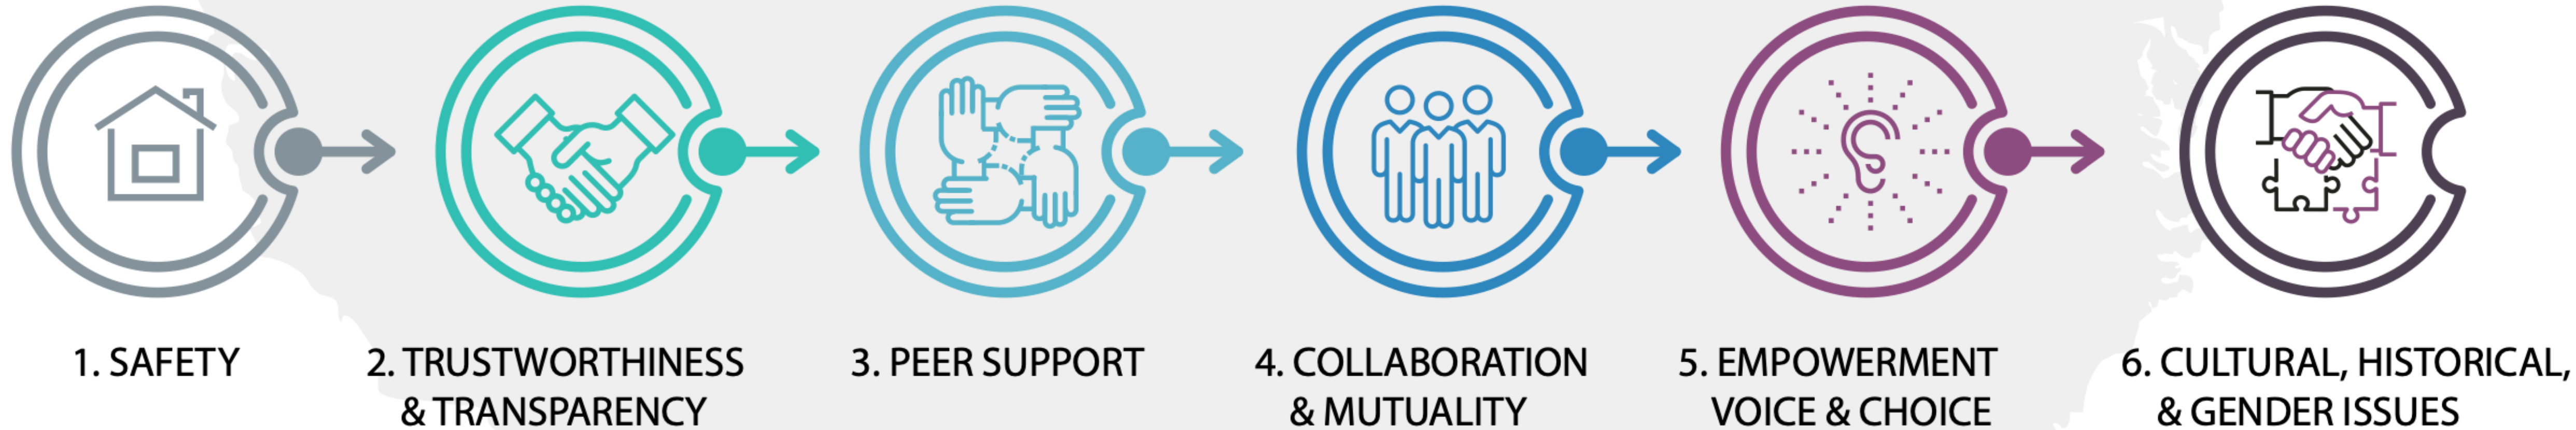 1. SAFETY
2. TRUSTWORTHINESS
& TRANSPARENCY
3. PEER SUPPORT
4. COLLABORATION
& MUTUALITY
5. EMPOWERMENT
VOICE & CHOICE
6. CULTURAL, HISTORICAL,
& GENDER ISSUES